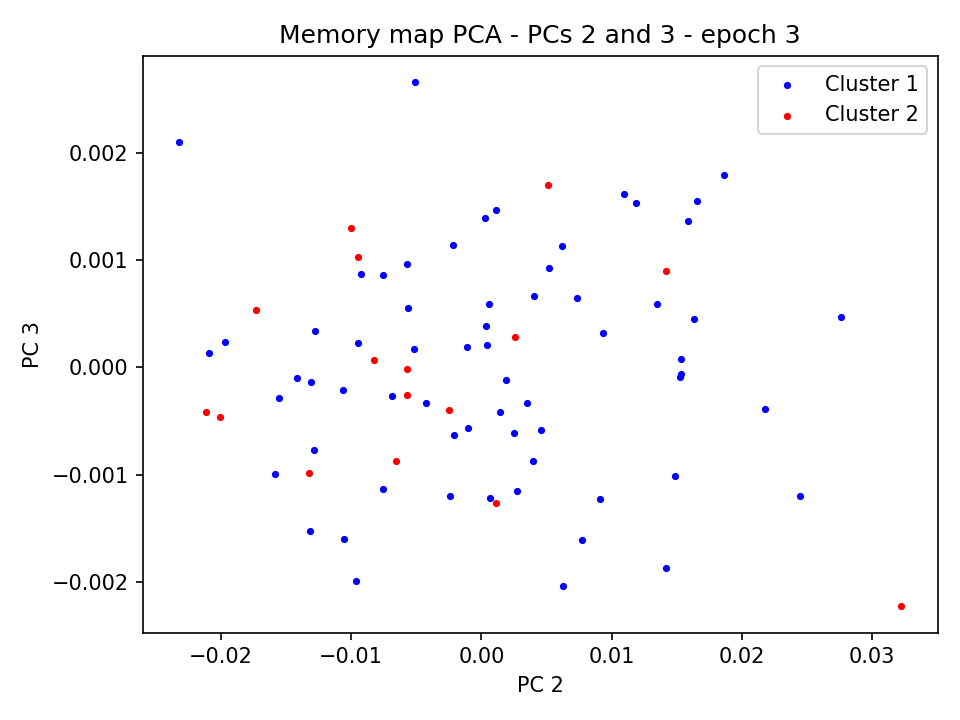 Memory map PCA - PCs 2 and 3 - epoch 3
Cluster 1
Cluster 2
PC 3
0.002
0.001
0.000
−0.001
−0.002
−0.02
−0.01
0.00
0.01
0.02
0.03
PC 2